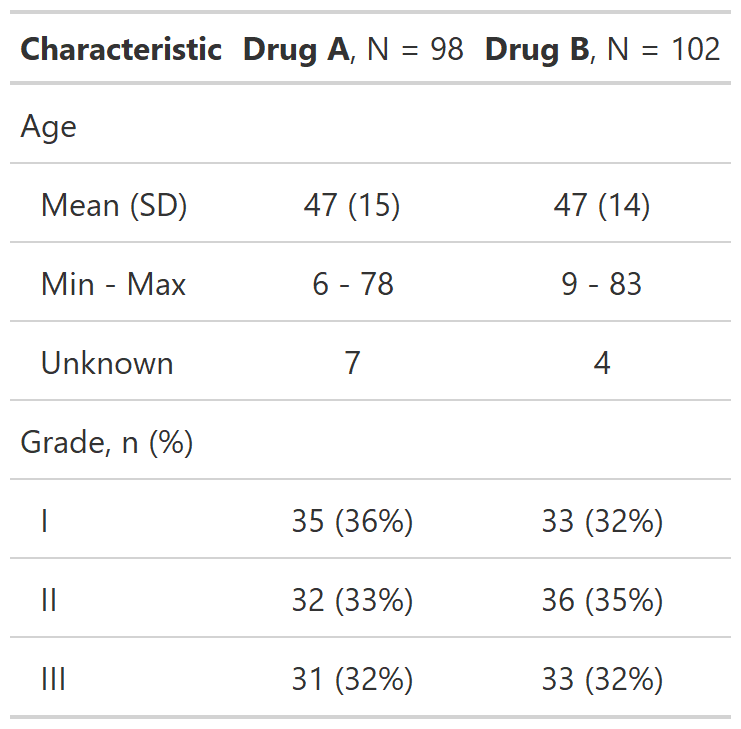 Characteristic Drug A, N = 98 Drug B, N = 102
Age
Mean (SD) 47 (15) 47 (14)
Min - Max 6 - 78 9 - 83
Unknown 7 4
Grade, n (%)
I 35 (36%) 33 (32%)
II 32 (33%) 36 (35%)
III 31 (32%) 33 (32%)